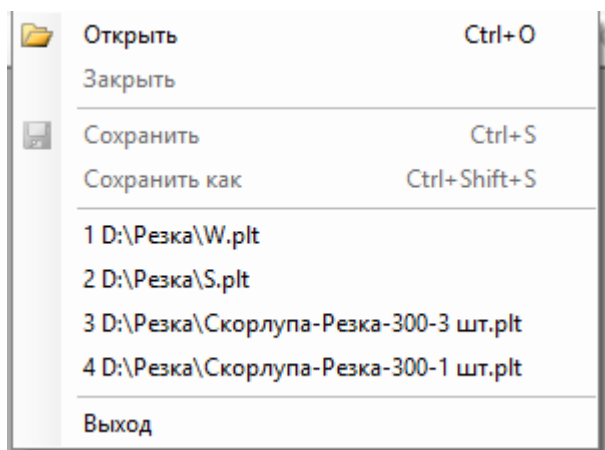 Открыть Ctrl+O
Закрыть
Сохранить Ctrl+S
Сохранить как Ctrl+Shift+S
1 D:\Резка\W.plt
2 D:\Резка\S.plt
3 D:\Резка\Скорлупа-Резка-300-3 шт.plt
4 D:\Резка\Скорлупа-Резка-300-1 шт.plt
Выход